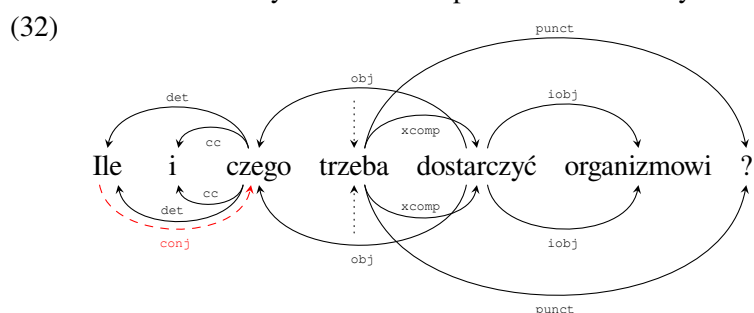 (32)
punct
obj
det
iobj
cc
xcomp
Ile i czego trzeba dostarczyć organizmowi ?
cc
xcomp
det
conj
iobj
obj
punct